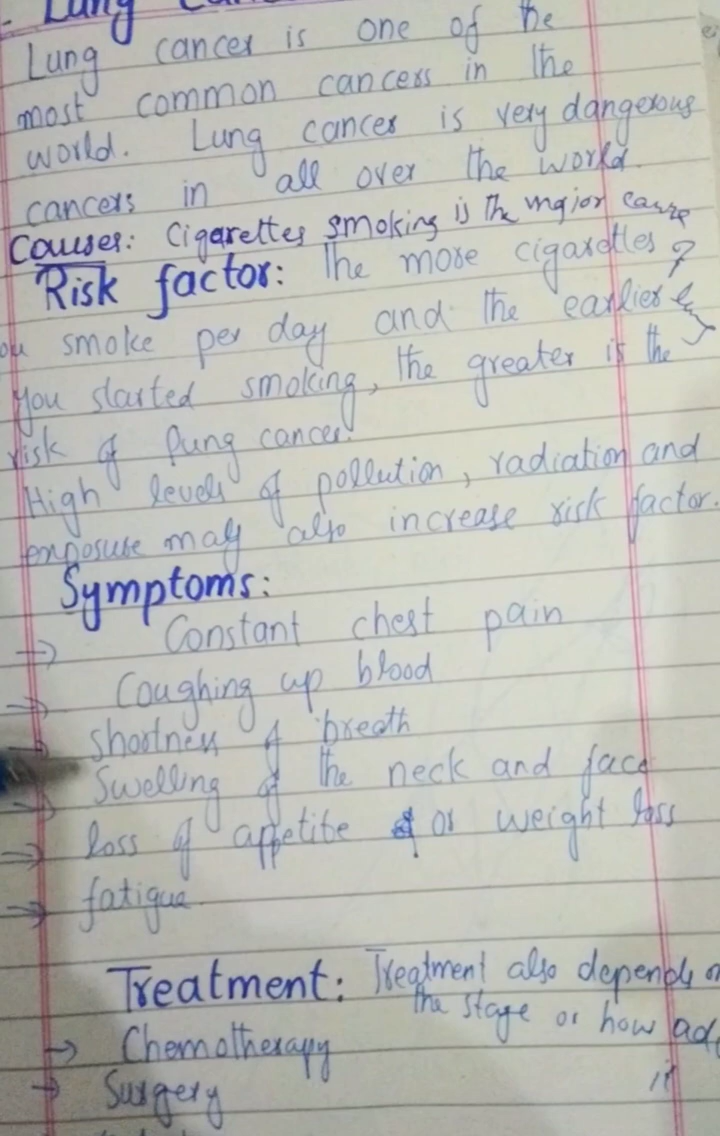 Lung Can
Lung cancer is one of the
most common cancers in the
world. Lung cancer is very dangerous
cancers in all over the world.
Causes: Cigarettes smoking is the major cause
Risk factor: The more cigarettes
ou smoke per day and the earlier
you started smoking, the greater is the
risk of lung cancer.
High levels of pollution, radiation and
exposure may also increase risk factor.
Symptoms:
→ Constant chest pain
→ Coughing up blood
→ shortness of breath
→ Swelling of the neck and face
→ loss of appetite or weight loss
→ fatigue
Treatment: Treatment also depends o
the stage or how ad
it
→ Chemotherapy
→ Surgery